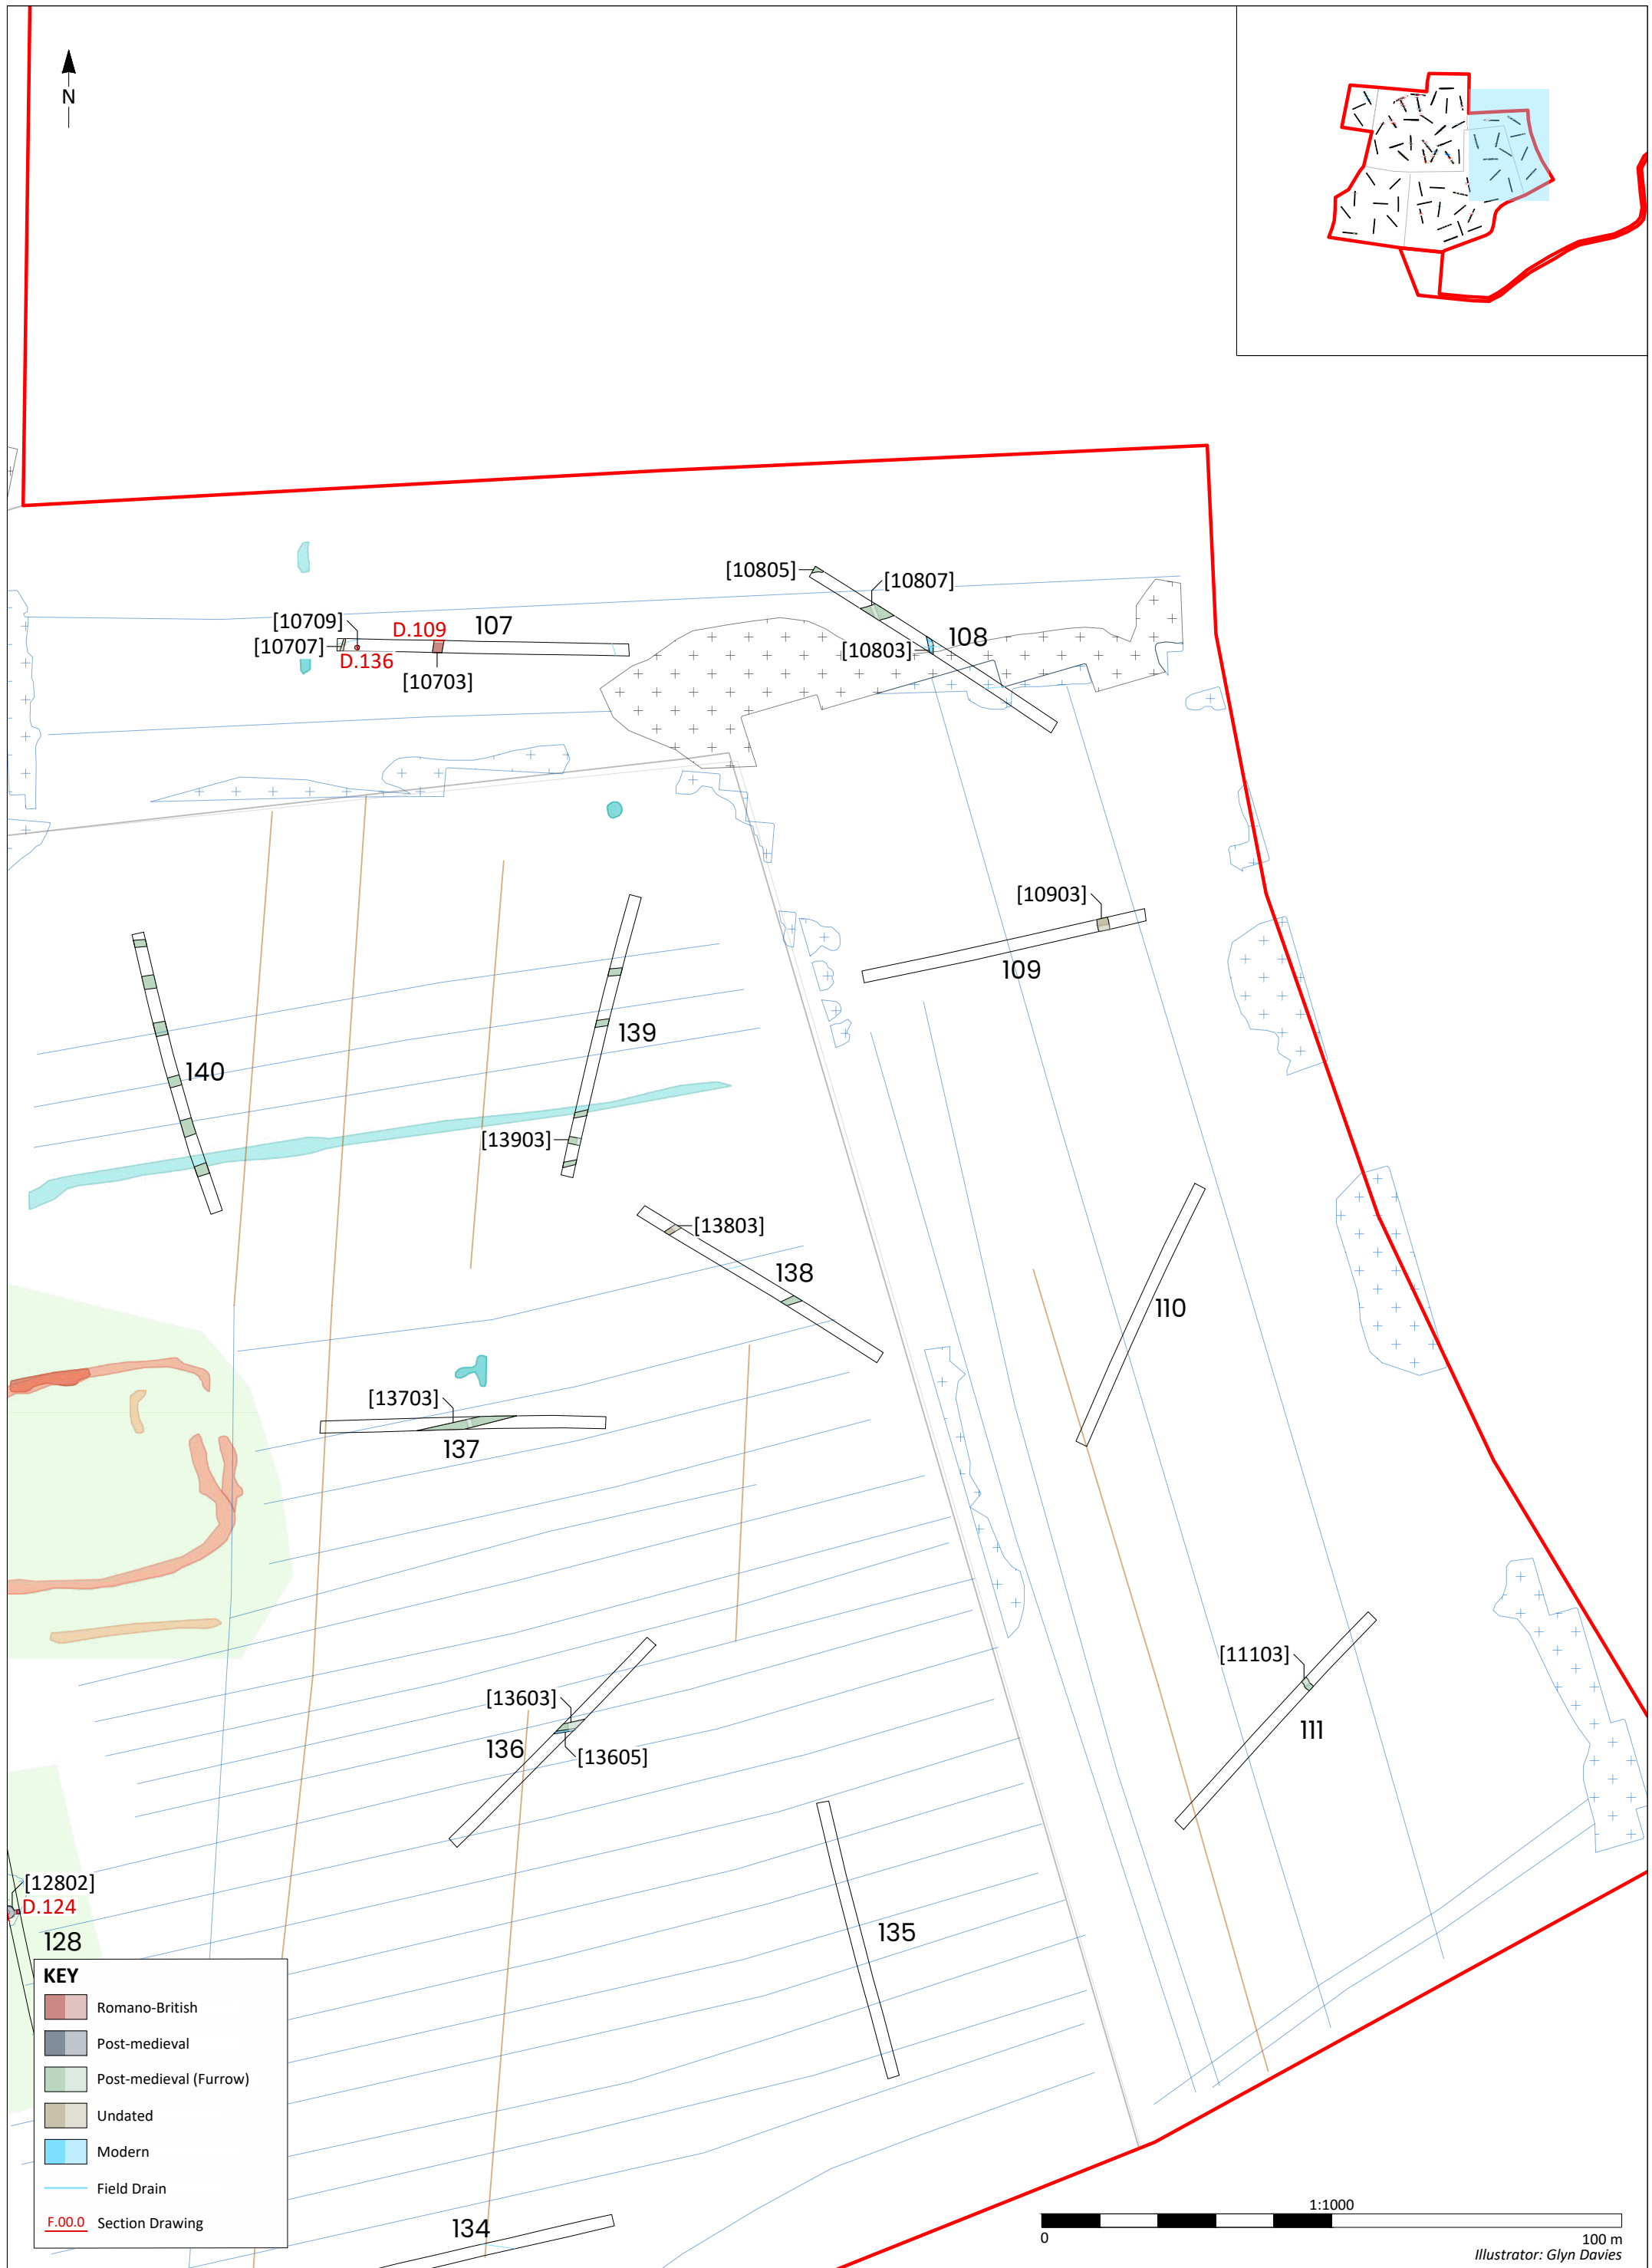 N
[10805]
[10807]
[10709]
D.109
107
[10707]
D.136
[10703]
[10803]
108
[10903]
109
139
140
[13903]
[13803]
138
110
[13703]
137
[11103]
111
[13603]
136
[13605]
[12802]
D.124
128
135
KEY
Romano-British
Post-medieval
Post-medieval (Furrow)
Undated
Modern
Field Drain
F.00.0 Section Drawing
134
1:1000
0 100 m
Illustrator: Glyn Davies